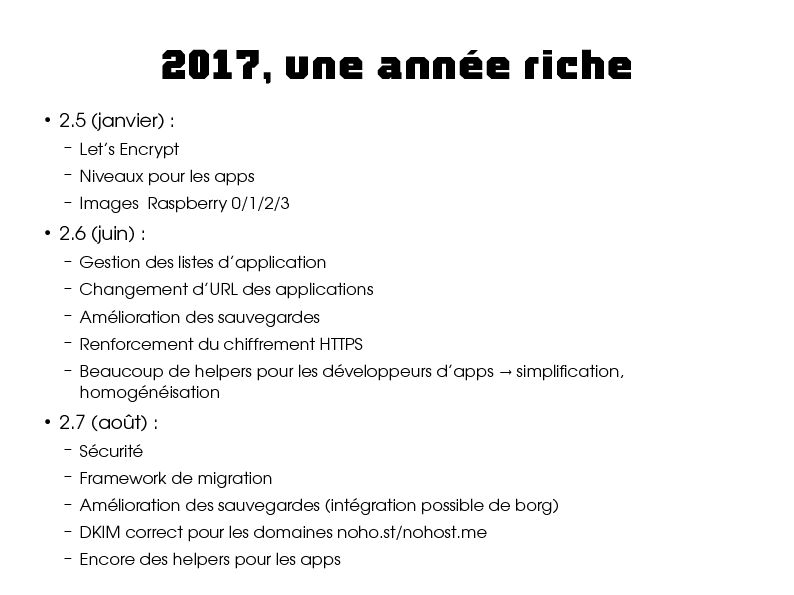 2017, une année riche
• 2.5 (janvier) :
– Let's Encrypt
– Niveaux pour les apps
– Images  Raspberry 0/1/2/3
• 2.6 (juin) :
– Gestion des listes d'application
– Changement d'URL des applications
– Amélioration des sauvegardes
– Renforcement du chiffrement HTTPS
– Beaucoup de helpers pour les développeurs d'apps → simplification,
homogénéisation
• 2.7 (août) :
– Sécurité
– Framework de migration
– Amélioration des sauvegardes (intégration possible de borg)
– DKIM correct pour les domaines noho.st/nohost.me
– Encore des helpers pour les apps